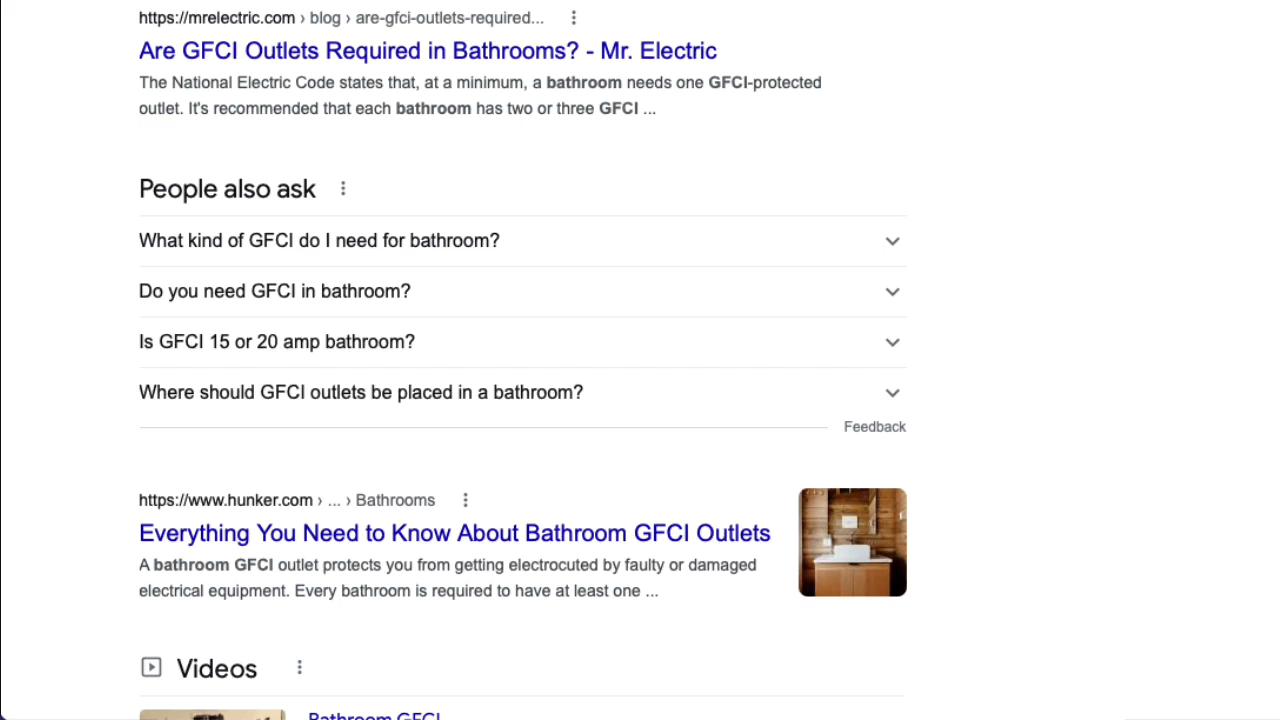 https://mrelectric.com › blog › are-gfci-outlets-required...
Are GFCI Outlets Required in Bathrooms? - Mr. Electric
The National Electric Code states that, at a minimum, a bathroom needs one GFCI-protected
outlet. It's recommended that each bathroom has two or three GFCI ...
People also ask
What kind of GFCI do I need for bathroom?
Do you need GFCI in bathroom?
Is GFCI 15 or 20 amp bathroom?
Where should GFCI outlets be placed in a bathroom?
Feedback
https://www.hunker.com › ... › Bathrooms
Everything You Need to Know About Bathroom GFCI Outlets
A bathroom GFCI outlet protects you from getting electrocuted by faulty or damaged
electrical equipment. Every bathroom is required to have at least one ...
Videos
Bathroom GFCI